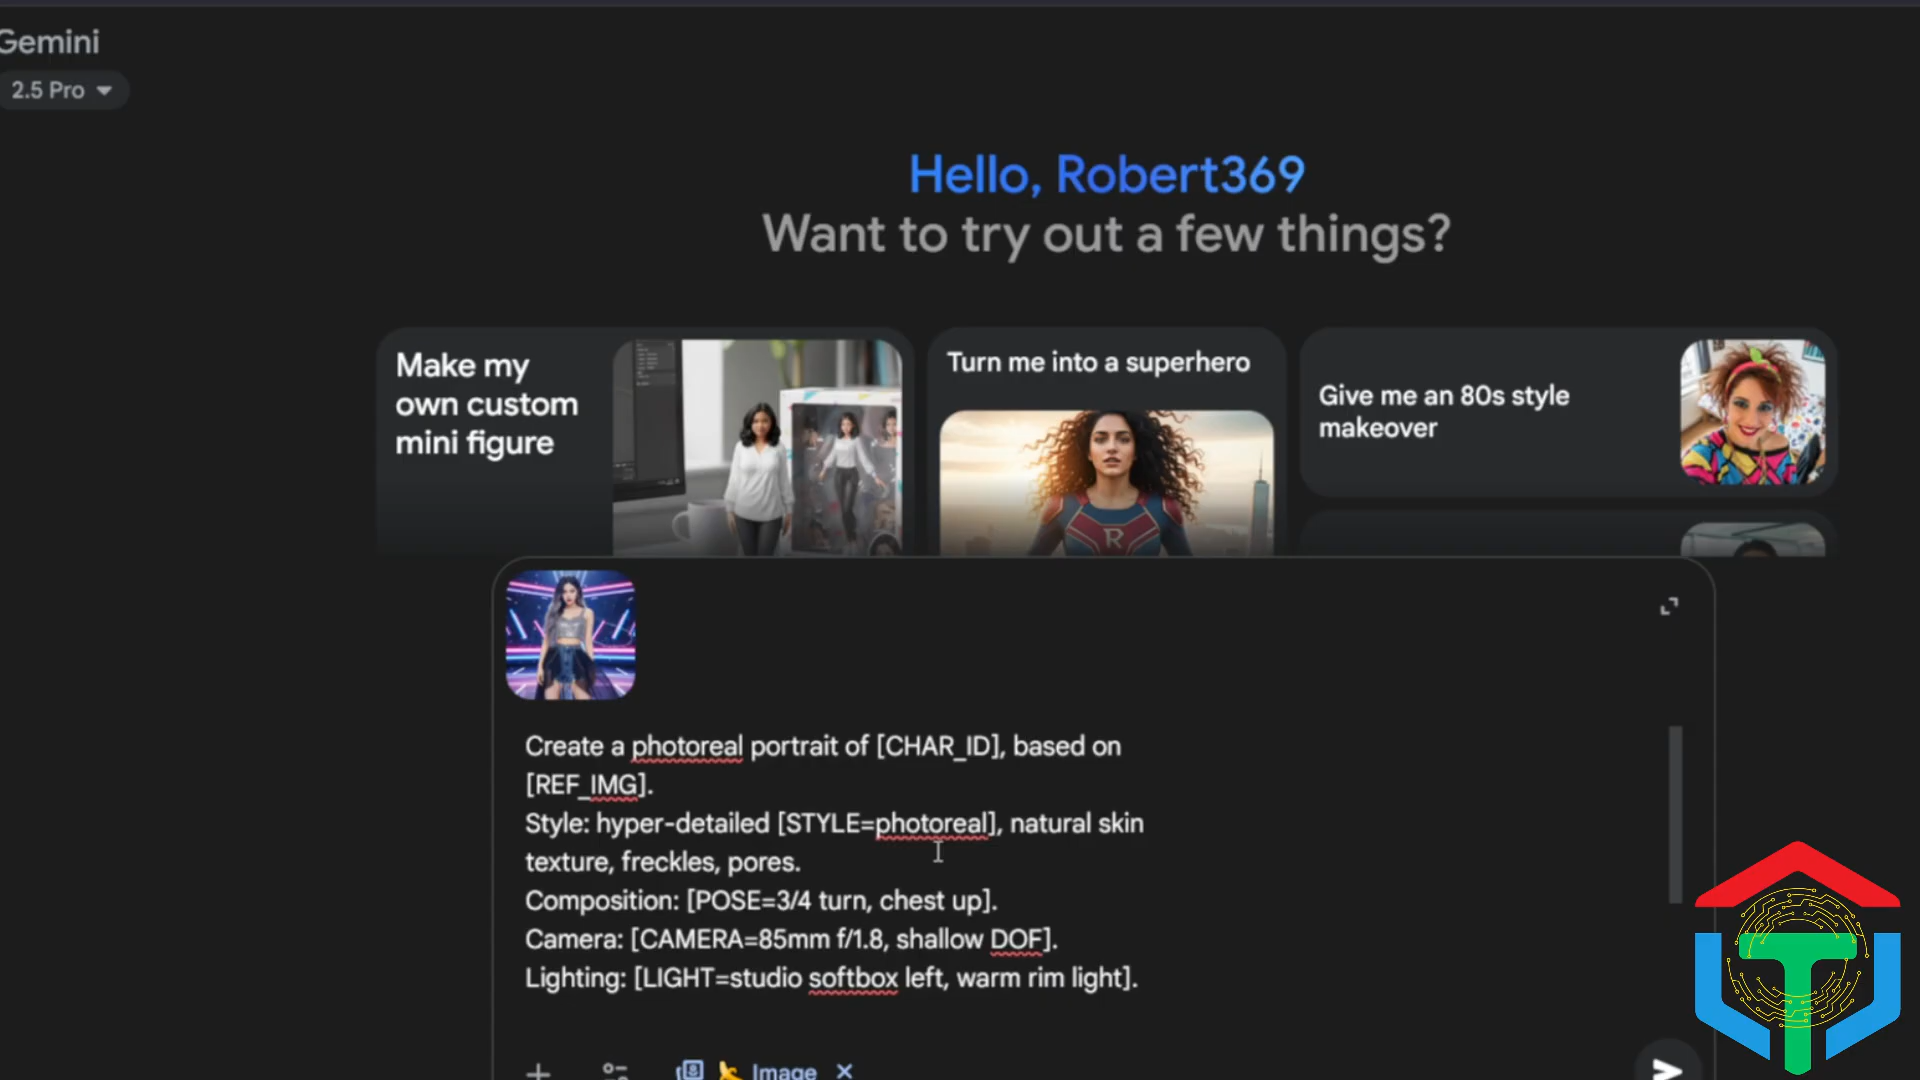 Gemini
2.5 Pro
Hello, Robert369
Want to try out a few things?
Make my
own custom
mini figure
Turn me into a superhero
R
Give me an 80s style
makeover
Create a photoreal portrait of [CHAR_ID], based on
[REF_IMG].
Style: hyper-detailed [STYLE=photoreal], natural skin
texture, freckles, pores.
Composition: [POSE=3/4 turn, chest up].
Camera: [CAMERA=85mm f/1.8, shallow DOF].
Lighting: [LIGHT=studio softbox left, warm rim light].
Image
T